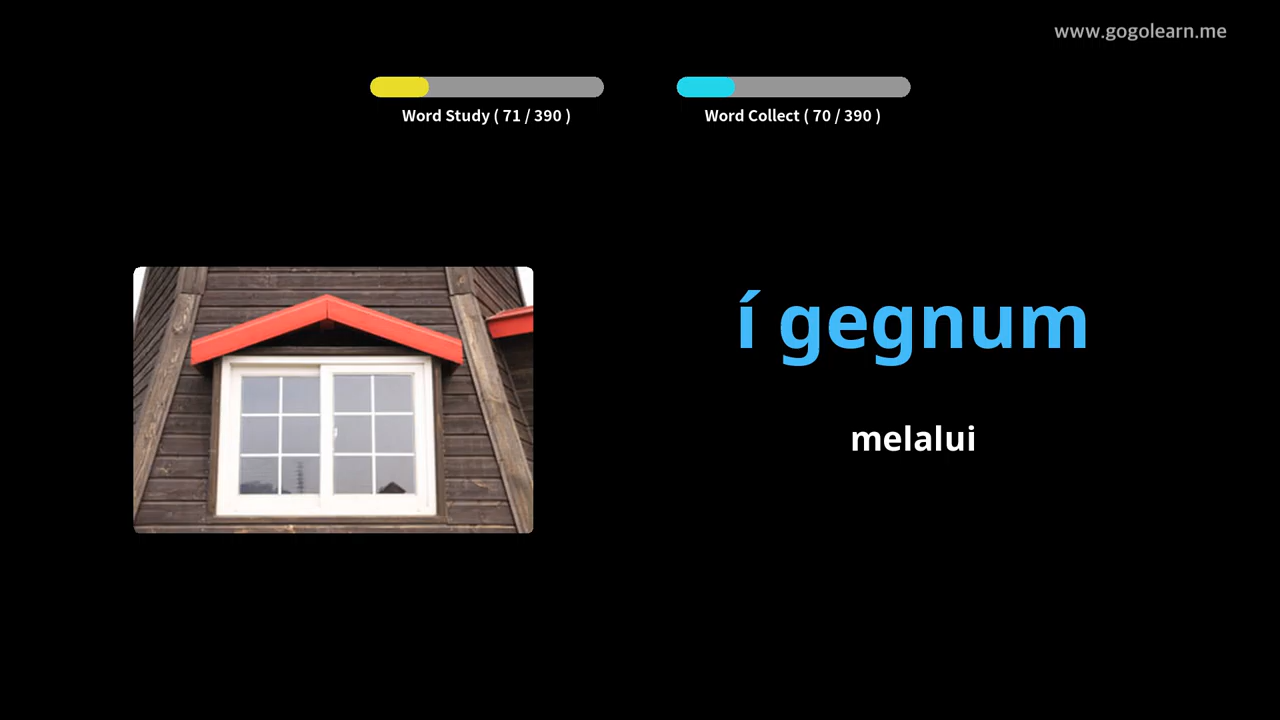 www.gogolearn.me
Word Study ( 71 / 390 )
Word Collect ( 70 / 390 )
í gegnum
melalui